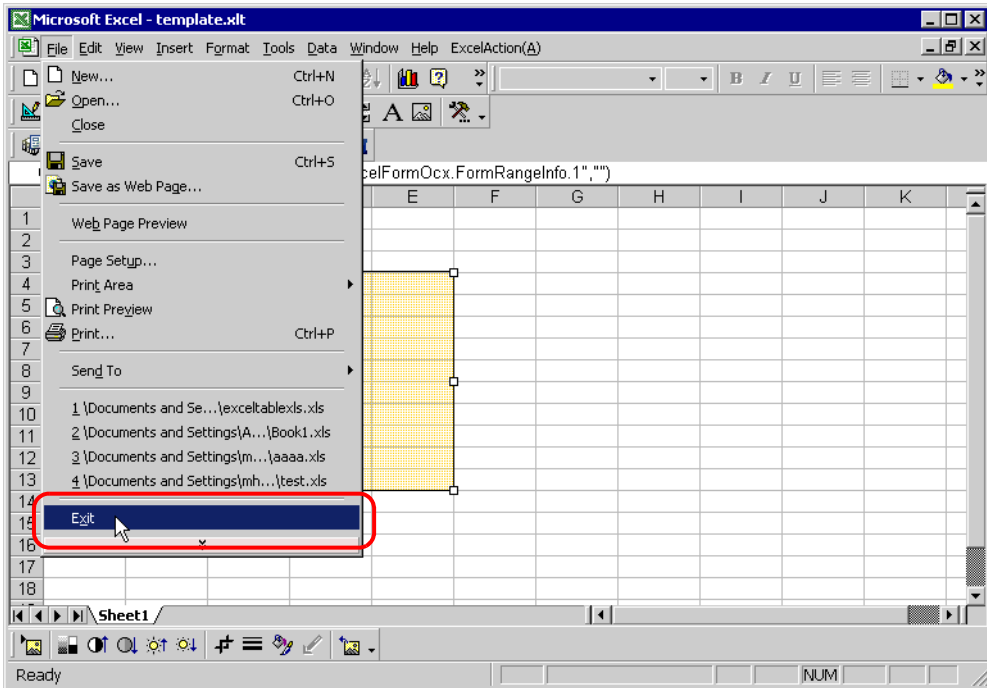 Microsoft Excel - template.xlt
File Edit View Insert Format Tools Data Window Help ExcelAction(A)
New... Ctrl+N
Open... Ctrl+O
Close
Save Ctrl+S
Save as Web Page...
Web Page Preview
Page Setup...
Print Area
Print Preview
Print... Ctrl+P
Send To
1 \Documents and Se...\exceltablexls.xls
2 \Documents and Settings\A...\Book1.xls
3 \Documents and Settings\m...\aaaa.xls
4 \Documents and Settings\mh...\test.xls
Exit
B I U
A
celFormOcx.FormRangeInfo.1","")
E F G H I J K
1
2
3
4
5
6
7
8
9
10
11
12
13
14
15
16
17
18
Sheet1
Ready NUM